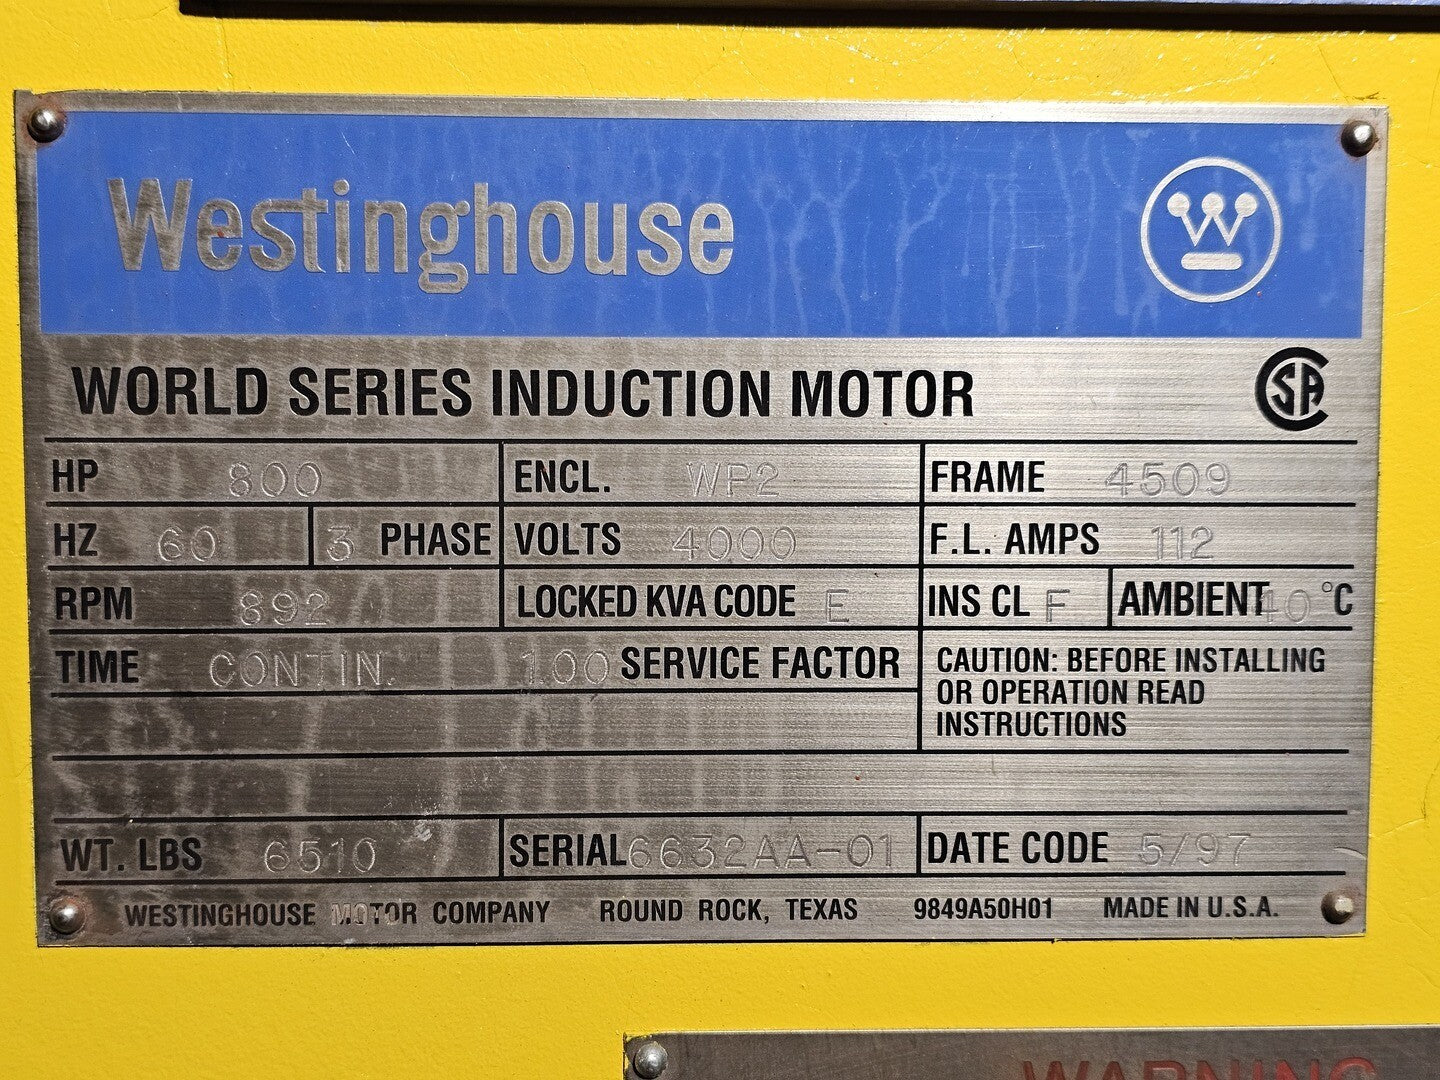 Westinghouse
W
WORLD SERIES INDUCTION MOTOR
CSA
HP 800 ENCL. WP2 FRAME 4509
HZ 60 3 PHASE VOLTS 4000 F.L. AMPS 112
RPM 892 LOCKED KVA CODE E INS CL F AMBIENT 40 °C
TIME CONTIN. 1.00 SERVICE FACTOR
CAUTION: BEFORE INSTALLING
OR OPERATION READ
INSTRUCTIONS
WT. LBS 6510 SERIAL 6632AA-01 DATE CODE 5/97
WESTINGHOUSE MOTOR COMPANY ROUND ROCK, TEXAS 9849A50H01 MADE IN U.S.A.
WARNING